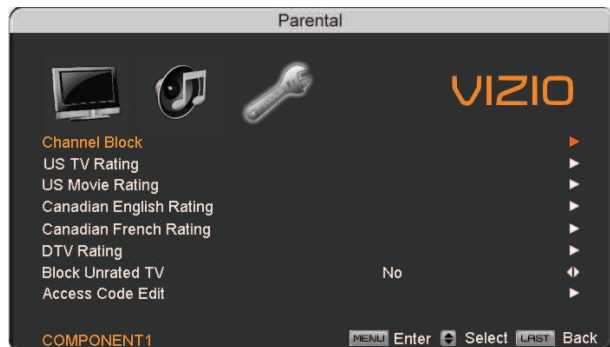 Parental
VIZIO
Channel Block
US TV Rating
US Movie Rating
Canadian English Rating
Canadian French Rating
DTV Rating
Block Unrated TV No
Access Code Edit
COMPONENT1 MENU Enter Select LAST Back